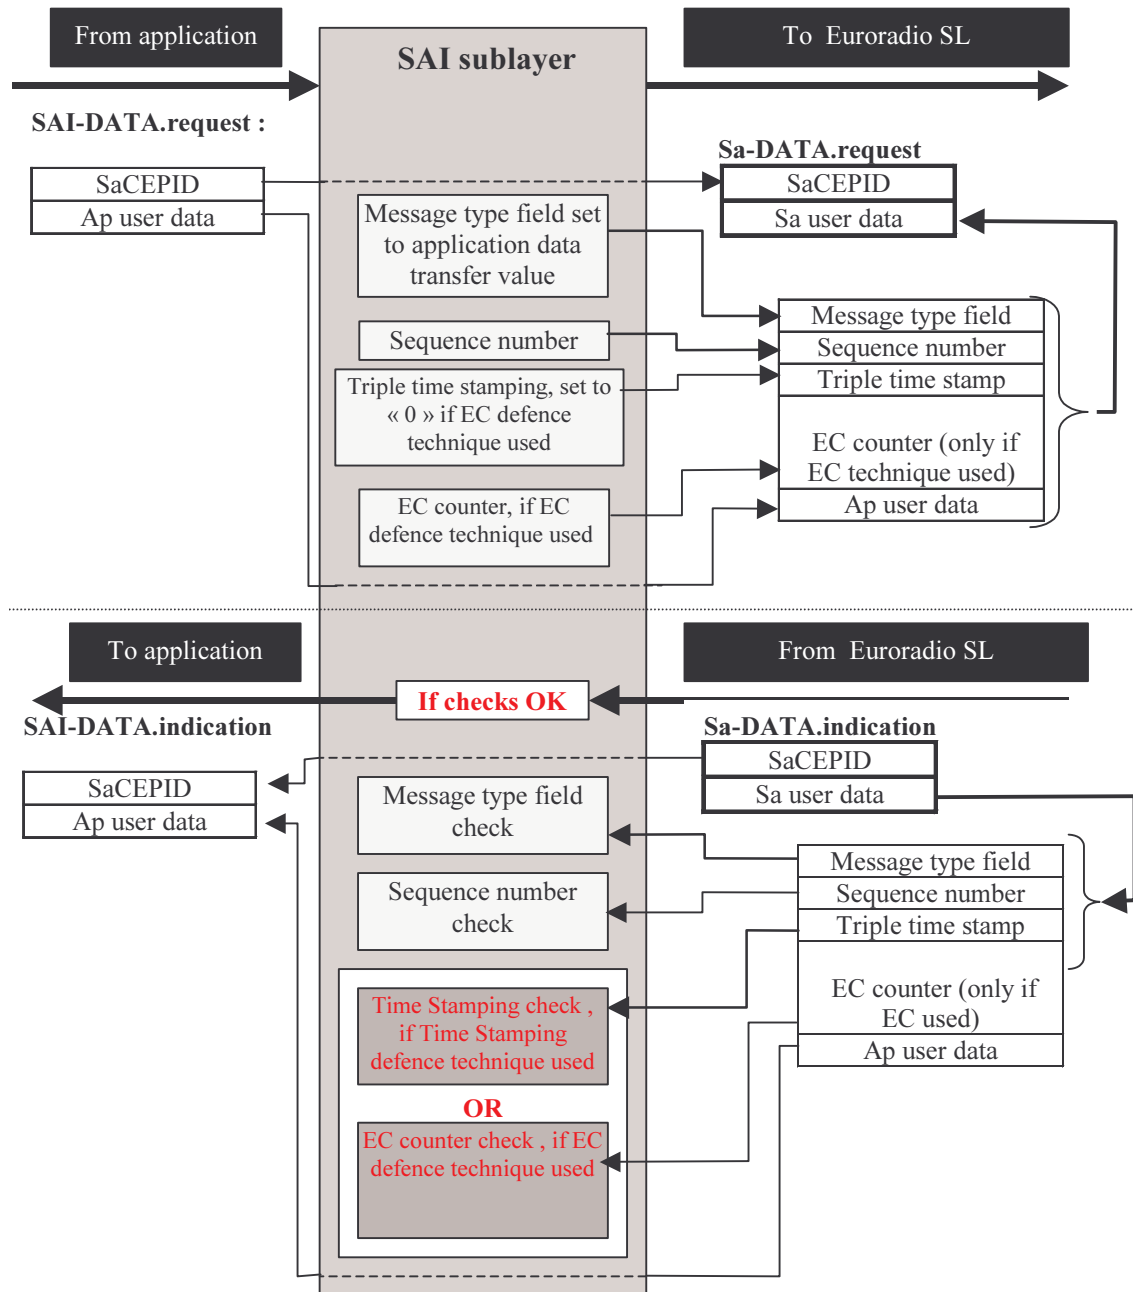 From application
To Euroradio SL
SAI sublayer
SAI-DATA.request :
Sa-DATA.request
SaCEPID
Ap user data
SaCEPID
Sa user data
Message type field set
to application data
transfer value
Sequence number
Triple time stamping, set to
« 0 » if EC defence
technique used
EC counter, if EC
defence technique used
Message type field
Sequence number
Triple time stamp
EC counter (only if
EC technique used)
Ap user data
To application
From Euroradio SL
If checks OK
SAI-DATA.indication
Sa-DATA.indication
SaCEPID
Ap user data
SaCEPID
Sa user data
Message type field
check
Sequence number
check
Time Stamping check ,
if Time Stamping
defence technique used
OR
EC counter check , if EC
defence technique used
Message type field
Sequence number
Triple time stamp
EC counter (only if
EC used)
Ap user data